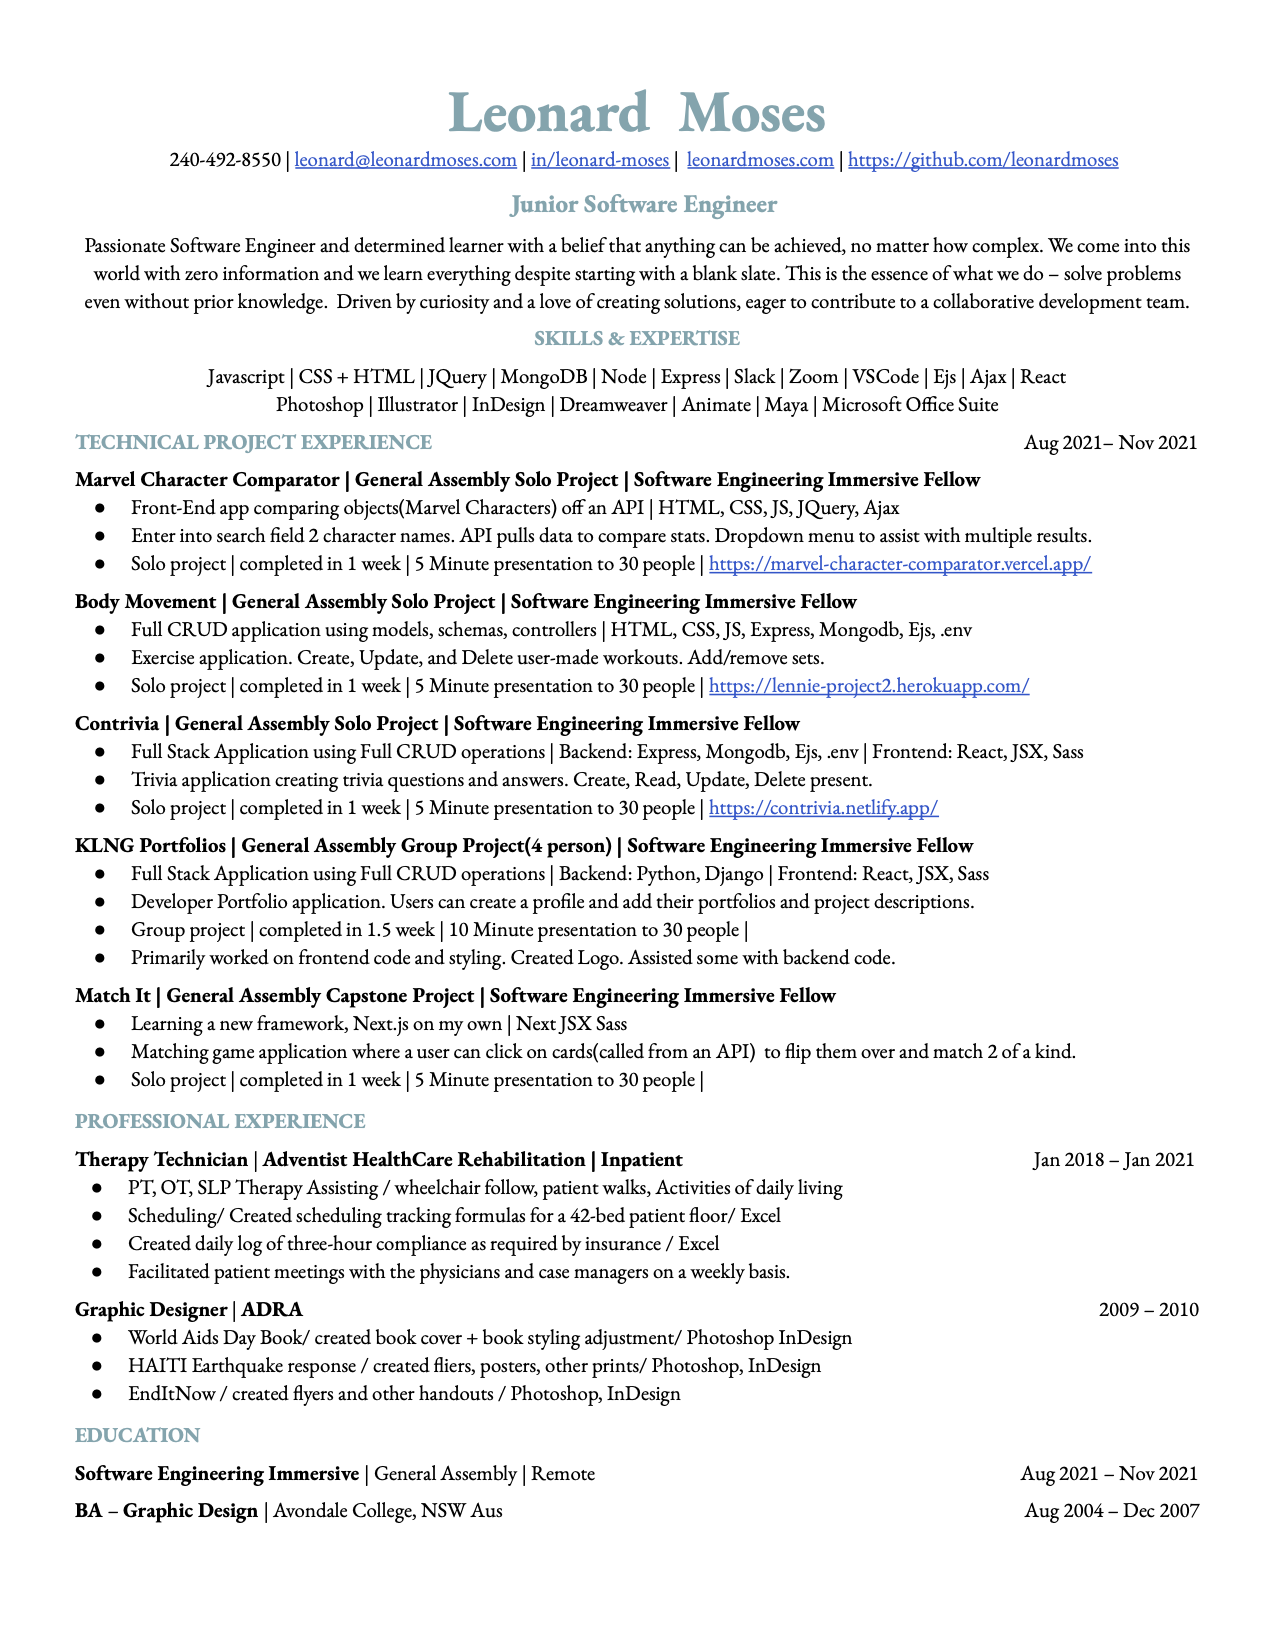 Leonard Moses
240-492-8550 | leonard@leonardmoses.com | in/leonard-moses | leonardmoses.com | https://github.com/leonardmoses
Junior Software Engineer
Passionate Software Engineer and determined learner with a belief that anything can be achieved, no matter how complex. We come into this
world with zero information and we learn everything despite starting with a blank slate. This is the essence of what we do – solve problems
even without prior knowledge. Driven by curiosity and a love of creating solutions, eager to contribute to a collaborative development team.
SKILLS & EXPERTISE
Javascript | CSS + HTML | JQuery | MongoDB | Node | Express | Slack | Zoom | VSCode | Ejs | Ajax | React
Photoshop | Illustrator | InDesign | Dreamweaver | Animate | Maya | Microsoft Office Suite
TECHNICAL PROJECT EXPERIENCE Aug 2021– Nov 2021
Marvel Character Comparator | General Assembly Solo Project | Software Engineering Immersive Fellow
● Front-End app comparing objects(Marvel Characters) off an API | HTML, CSS, JS, JQuery, Ajax
● Enter into search field 2 character names. API pulls data to compare stats. Dropdown menu to assist with multiple results.
● Solo project | completed in 1 week | 5 Minute presentation to 30 people | https://marvel-character-comparator.vercel.app/
Body Movement | General Assembly Solo Project | Software Engineering Immersive Fellow
● Full CRUD application using models, schemas, controllers | HTML, CSS, JS, Express, Mongodb, Ejs, .env
● Exercise application. Create, Update, and Delete user-made workouts. Add/remove sets.
● Solo project | completed in 1 week | 5 Minute presentation to 30 people | https://lennie-project2.herokuapp.com/
Contrivia | General Assembly Solo Project | Software Engineering Immersive Fellow
● Full Stack Application using Full CRUD operations | Backend: Express, Mongodb, Ejs, .env | Frontend: React, JSX, Sass
● Trivia application creating trivia questions and answers. Create, Read, Update, Delete present.
● Solo project | completed in 1 week | 5 Minute presentation to 30 people | https://contrivia.netlify.app/
KLNG Portfolios | General Assembly Group Project(4 person) | Software Engineering Immersive Fellow
● Full Stack Application using Full CRUD operations | Backend: Python, Django | Frontend: React, JSX, Sass
● Developer Portfolio application. Users can create a profile and add their portfolios and project descriptions.
● Group project | completed in 1.5 week | 10 Minute presentation to 30 people |
● Primarily worked on frontend code and styling. Created Logo. Assisted some with backend code.
Match It | General Assembly Capstone Project | Software Engineering Immersive Fellow
● Learning a new framework, Next.js on my own | Next JSX Sass
● Matching game application where a user can click on cards(called from an API) to flip them over and match 2 of a kind.
● Solo project | completed in 1 week | 5 Minute presentation to 30 people |
PROFESSIONAL EXPERIENCE
Therapy Technician | Adventist HealthCare Rehabilitation | Inpatient Jan 2018 – Jan 2021
● PT, OT, SLP Therapy Assisting / wheelchair follow, patient walks, Activities of daily living
● Scheduling/ Created scheduling tracking formulas for a 42-bed patient floor/ Excel
● Created daily log of three-hour compliance as required by insurance / Excel
● Facilitated patient meetings with the physicians and case managers on a weekly basis.
Graphic Designer | ADRA 2009 – 2010
● World Aids Day Book/ created book cover + book styling adjustment/ Photoshop InDesign
● HAITI Earthquake response / created fliers, posters, other prints/ Photoshop, InDesign
● EndItNow / created flyers and other handouts / Photoshop, InDesign
EDUCATION
Software Engineering Immersive | General Assembly | Remote Aug 2021 – Nov 2021
BA – Graphic Design | Avondale College, NSW Aus Aug 2004 – Dec 2007